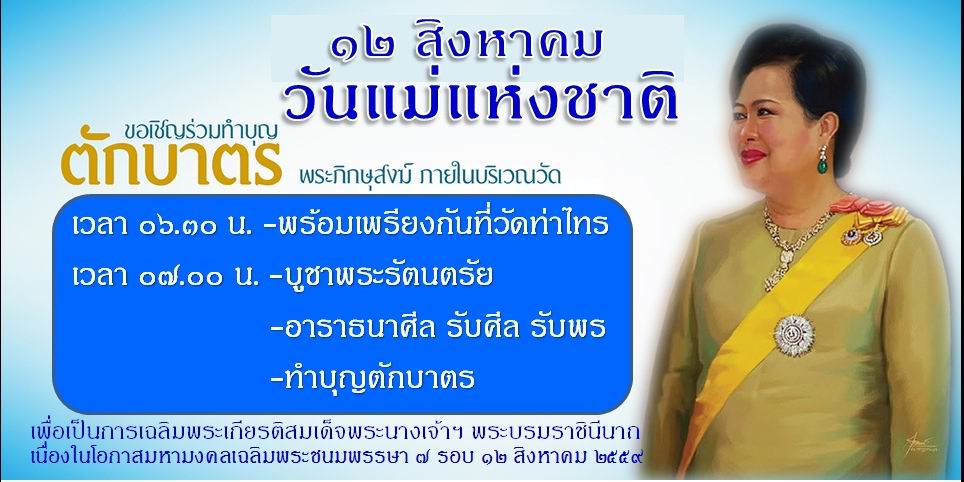 ๑๒ สิงหาคม
วันแม่แห่งชาติ
ขอเชิญร่วมทำบุญ
ตักบาตร พระภิกษุสงฆ์ ภายในบริเวณวัด
เวลา ๐๖.๓๐ น. -พร้อมเพรียงกันที่วัดท่าไทร
เวลา ๐๗.๐๐ น. -บูชาพระรัตนตรัย
-อาราธนาศีล รับศีล รับพร
-ทำบุญตักบาตร
เพื่อเป็นการเฉลิมพระเกียรติสมเด็จพระนางเจ้าฯ พระบรมราชินีนาถ
เนื่องในโอกาสมหามงคลเฉลิมพระชนมพรรษา ๗ รอบ ๑๒ สิงหาคม ๒๕๕๙